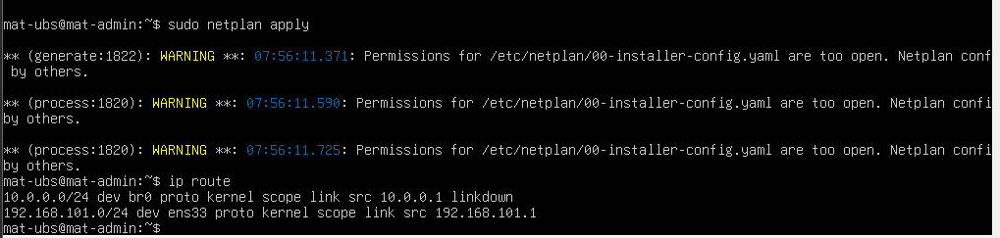 mat-ubs@mat-admin:~$ sudo netplan apply
** (generate:1822): WARNING **: 07:56:11.371: Permissions for /etc/netplan/00-installer-config.yaml are too open. Netplan conf
 by others.
** (process:1820): WARNING **: 07:56:11.590: Permissions for /etc/netplan/00-installer-config.yaml are too open. Netplan confi
by others.
** (process:1820): WARNING **: 07:56:11.725: Permissions for /etc/netplan/00-installer-config.yaml are too open. Netplan confi
by others.
mat-ubs@mat-admin:~$ ip route
10.0.0.0/24 dev br0 proto kernel scope link src 10.0.0.1 linkdown
192.168.101.0/24 dev ens33 proto kernel scope link src 192.168.101.1
mat-ubs@mat-admin:~$